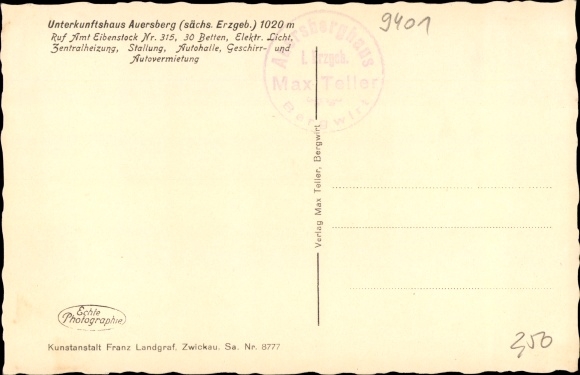 Unterkunftshaus Auersberg (sächs. Erzgeb.) 1020 m
Ruf Amt Eibenstock Nr. 315, 30 Betten, Elektr. Licht,
Zentralheizung, Stallung, Autohalle, Geschirr- und
Autovermietung
9401
Auersberghaus
i. Erzgeb.
Max Teller
Bergwirt
Verlag Max Teller, Bergwirt
Echte
Photographie
Kunstanstalt Franz Landgraf, Zwickau. Sa. Nr. 8777
250